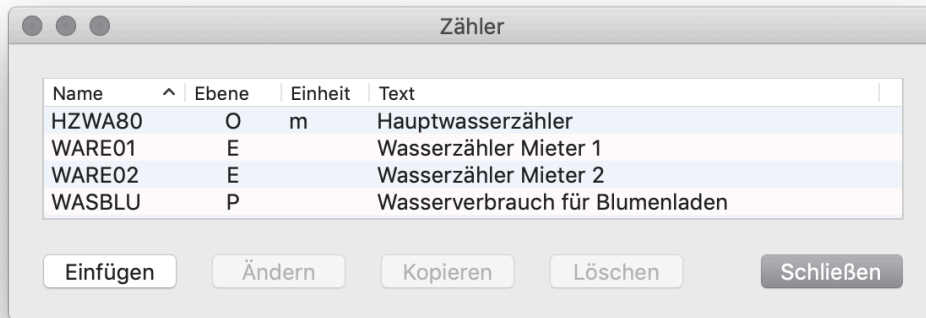 Zähler
Name Ebene Einheit Text
HZWA80 O m Hauptwasserzähler
WARE01 E Wasserzähler Mieter 1
WARE02 E Wasserzähler Mieter 2
WASBLU P Wasserverbrauch für Blumenladen
Einfügen Ändern Kopieren Löschen Schließen